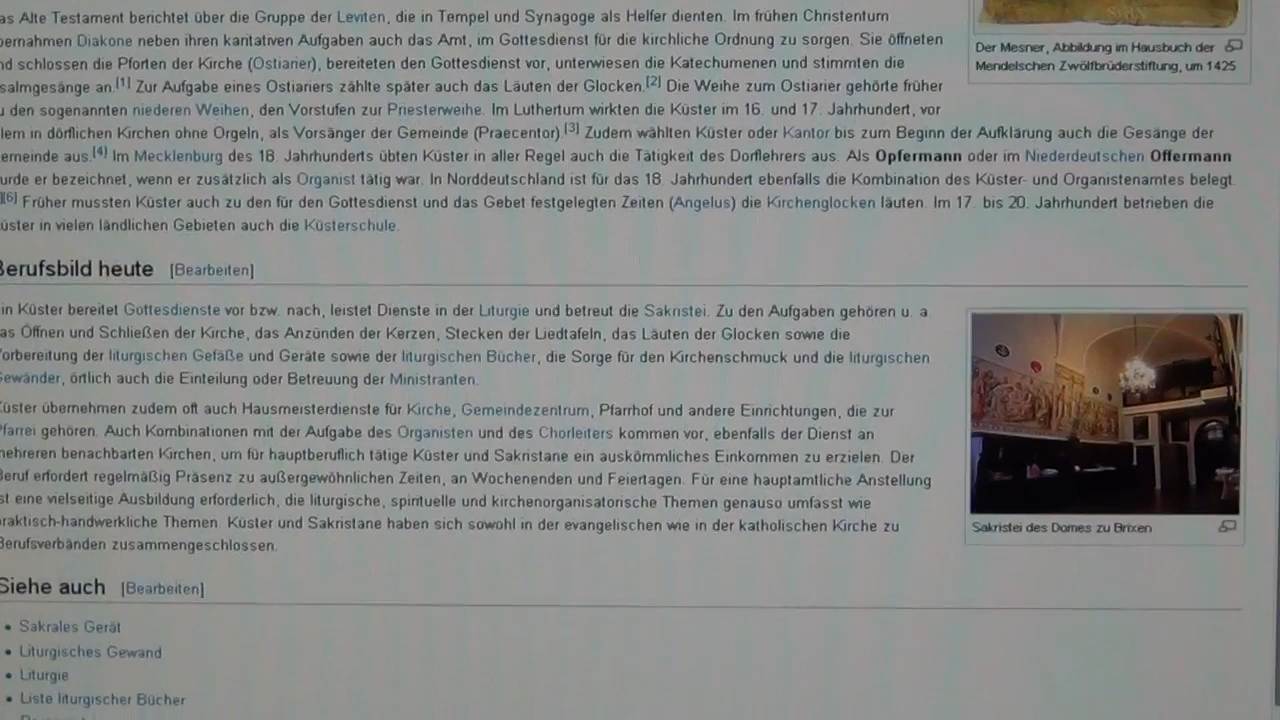 as Alte Testament berichtet über die Gruppe der Leviten, die in Tempel und Synagoge als Helfer dienten. Im frühen Christentum
bernahmen Diakone neben ihren karitativen Aufgaben auch das Amt, im Gottesdienst für die kirchliche Ordnung zu sorgen. Sie öffneten
nd schlossen die Pforten der Kirche (Ostiarier), bereiteten den Gottesdienst vor, unterwiesen die Katechumenen und stimmten die
salmgesänge an.[1] Zur Aufgabe eines Ostiariers zählte später auch das Läuten der Glocken.[2] Die Weihe zum Ostiarier gehörte früher
u den sogenannten niederen Weihen, den Vorstufen zur Priesterweihe. Im Luthertum wirkten die Küster im 16. und 17. Jahrhundert, vor
llem in dörflichen Kirchen ohne Orgeln, als Vorsänger der Gemeinde (Praecentor).[3] Zudem wählten Küster oder Kantor bis zum Beginn der Aufklärung auch die Gesänge der
emeinde aus.[4] Im Mecklenburg des 18. Jahrhunderts übten Küster in aller Regel auch die Tätigkeit des Dorflehrers aus. Als Opfermann oder im Niederdeutschen Offermann
urde er bezeichnet, wenn er zusätzlich als Organist tätig war. In Norddeutschland ist für das 18. Jahrhundert ebenfalls die Kombination des Küster- und Organistenamtes belegt.
][6] Früher mussten Küster auch zu den für den Gottesdienst und das Gebet festgelegten Zeiten (Angelus) die Kirchenglocken läuten. Im 17. bis 20. Jahrhundert betrieben die
üster in vielen ländlichen Gebieten auch die Küsterschule.
Der Mesner, Abbildung im Hausbuch der
Mendelschen Zwölfbrüderstiftung, um 1425
Berufsbild heute [Bearbeiten]
in Küster bereitet Gottesdienste vor bzw. nach, leistet Dienste in der Liturgie und betreut die Sakristei. Zu den Aufgaben gehören u. a.
as Öffnen und Schließen der Kirche, das Anzünden der Kerzen, Stecken der Liedtafeln, das Läuten der Glocken sowie die
Vorbereitung der liturgischen Gefäße und Geräte sowie der liturgischen Bücher, die Sorge für den Kirchenschmuck und die liturgischen
Gewänder, örtlich auch die Einteilung oder Betreuung der Ministranten.
Küster übernehmen zudem oft auch Hausmeisterdienste für Kirche, Gemeindezentrum, Pfarrhof und andere Einrichtungen, die zur
Pfarrei gehören. Auch Kombinationen mit der Aufgabe des Organisten und des Chorleiters kommen vor, ebenfalls der Dienst an
mehreren benachbarten Kirchen, um für hauptberuflich tätige Küster und Sakristane ein auskömmliches Einkommen zu erzielen. Der
Beruf erfordert regelmäßig Präsenz zu außergewöhnlichen Zeiten, an Wochenenden und Feiertagen. Für eine hauptamtliche Anstellung
st eine vielseitige Ausbildung erforderlich, die liturgische, spirituelle und kirchenorganisatorische Themen genauso umfasst wie
praktisch-handwerkliche Themen. Küster und Sakristane haben sich sowohl in der evangelischen wie in der katholischen Kirche zu
Berufsverbänden zusammengeschlossen.
Sakristei des Domes zu Brixen
Siehe auch [Bearbeiten]
• Sakrales Gerät
• Liturgisches Gewand
• Liturgie
• Liste liturgischer Bücher